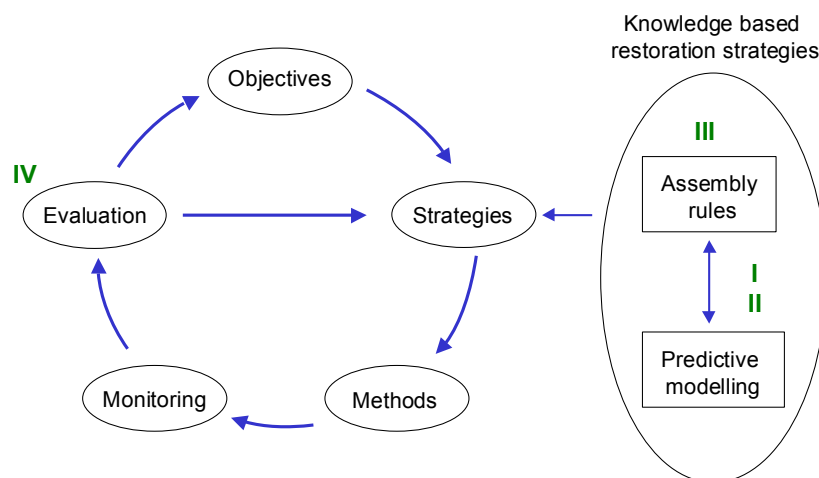 Knowledge based
restoration strategies
Objectives
III
IV
Assembly
rules
Evaluation
Strategies
I
II
Predictive
modelling
Monitoring
Methods